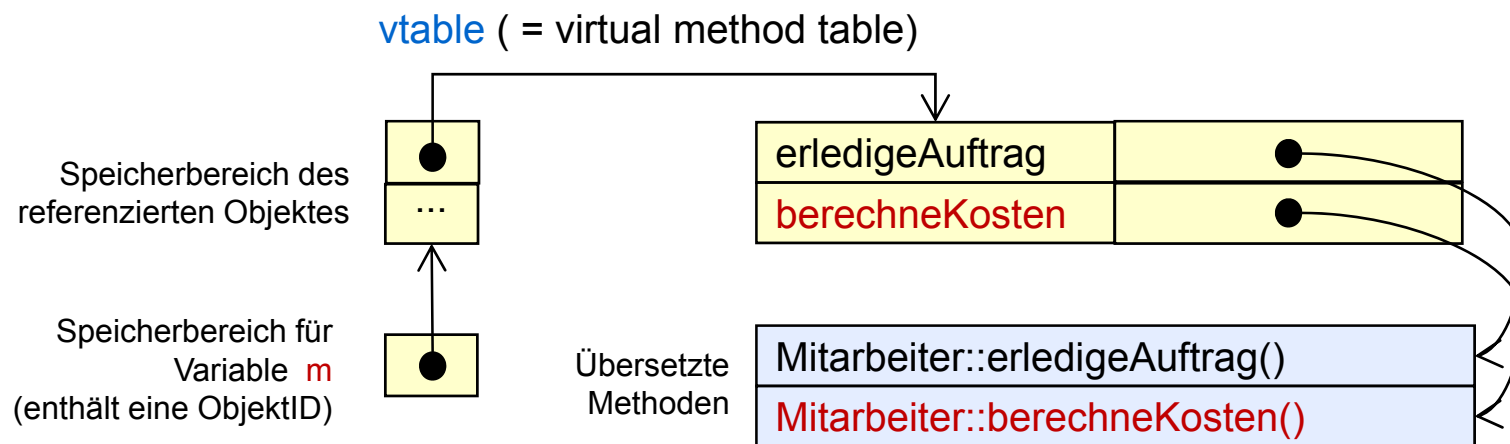 vtable ( = virtual method table)
Speicherbereich des
referenzierten Objektes
...
erledigeAuftrag
berechneKosten
Speicherbereich für
Variable m
(enthält eine ObjektID)
Übersetzte
Methoden
Mitarbeiter::erledigeAuftrag()
Mitarbeiter::berechneKosten()